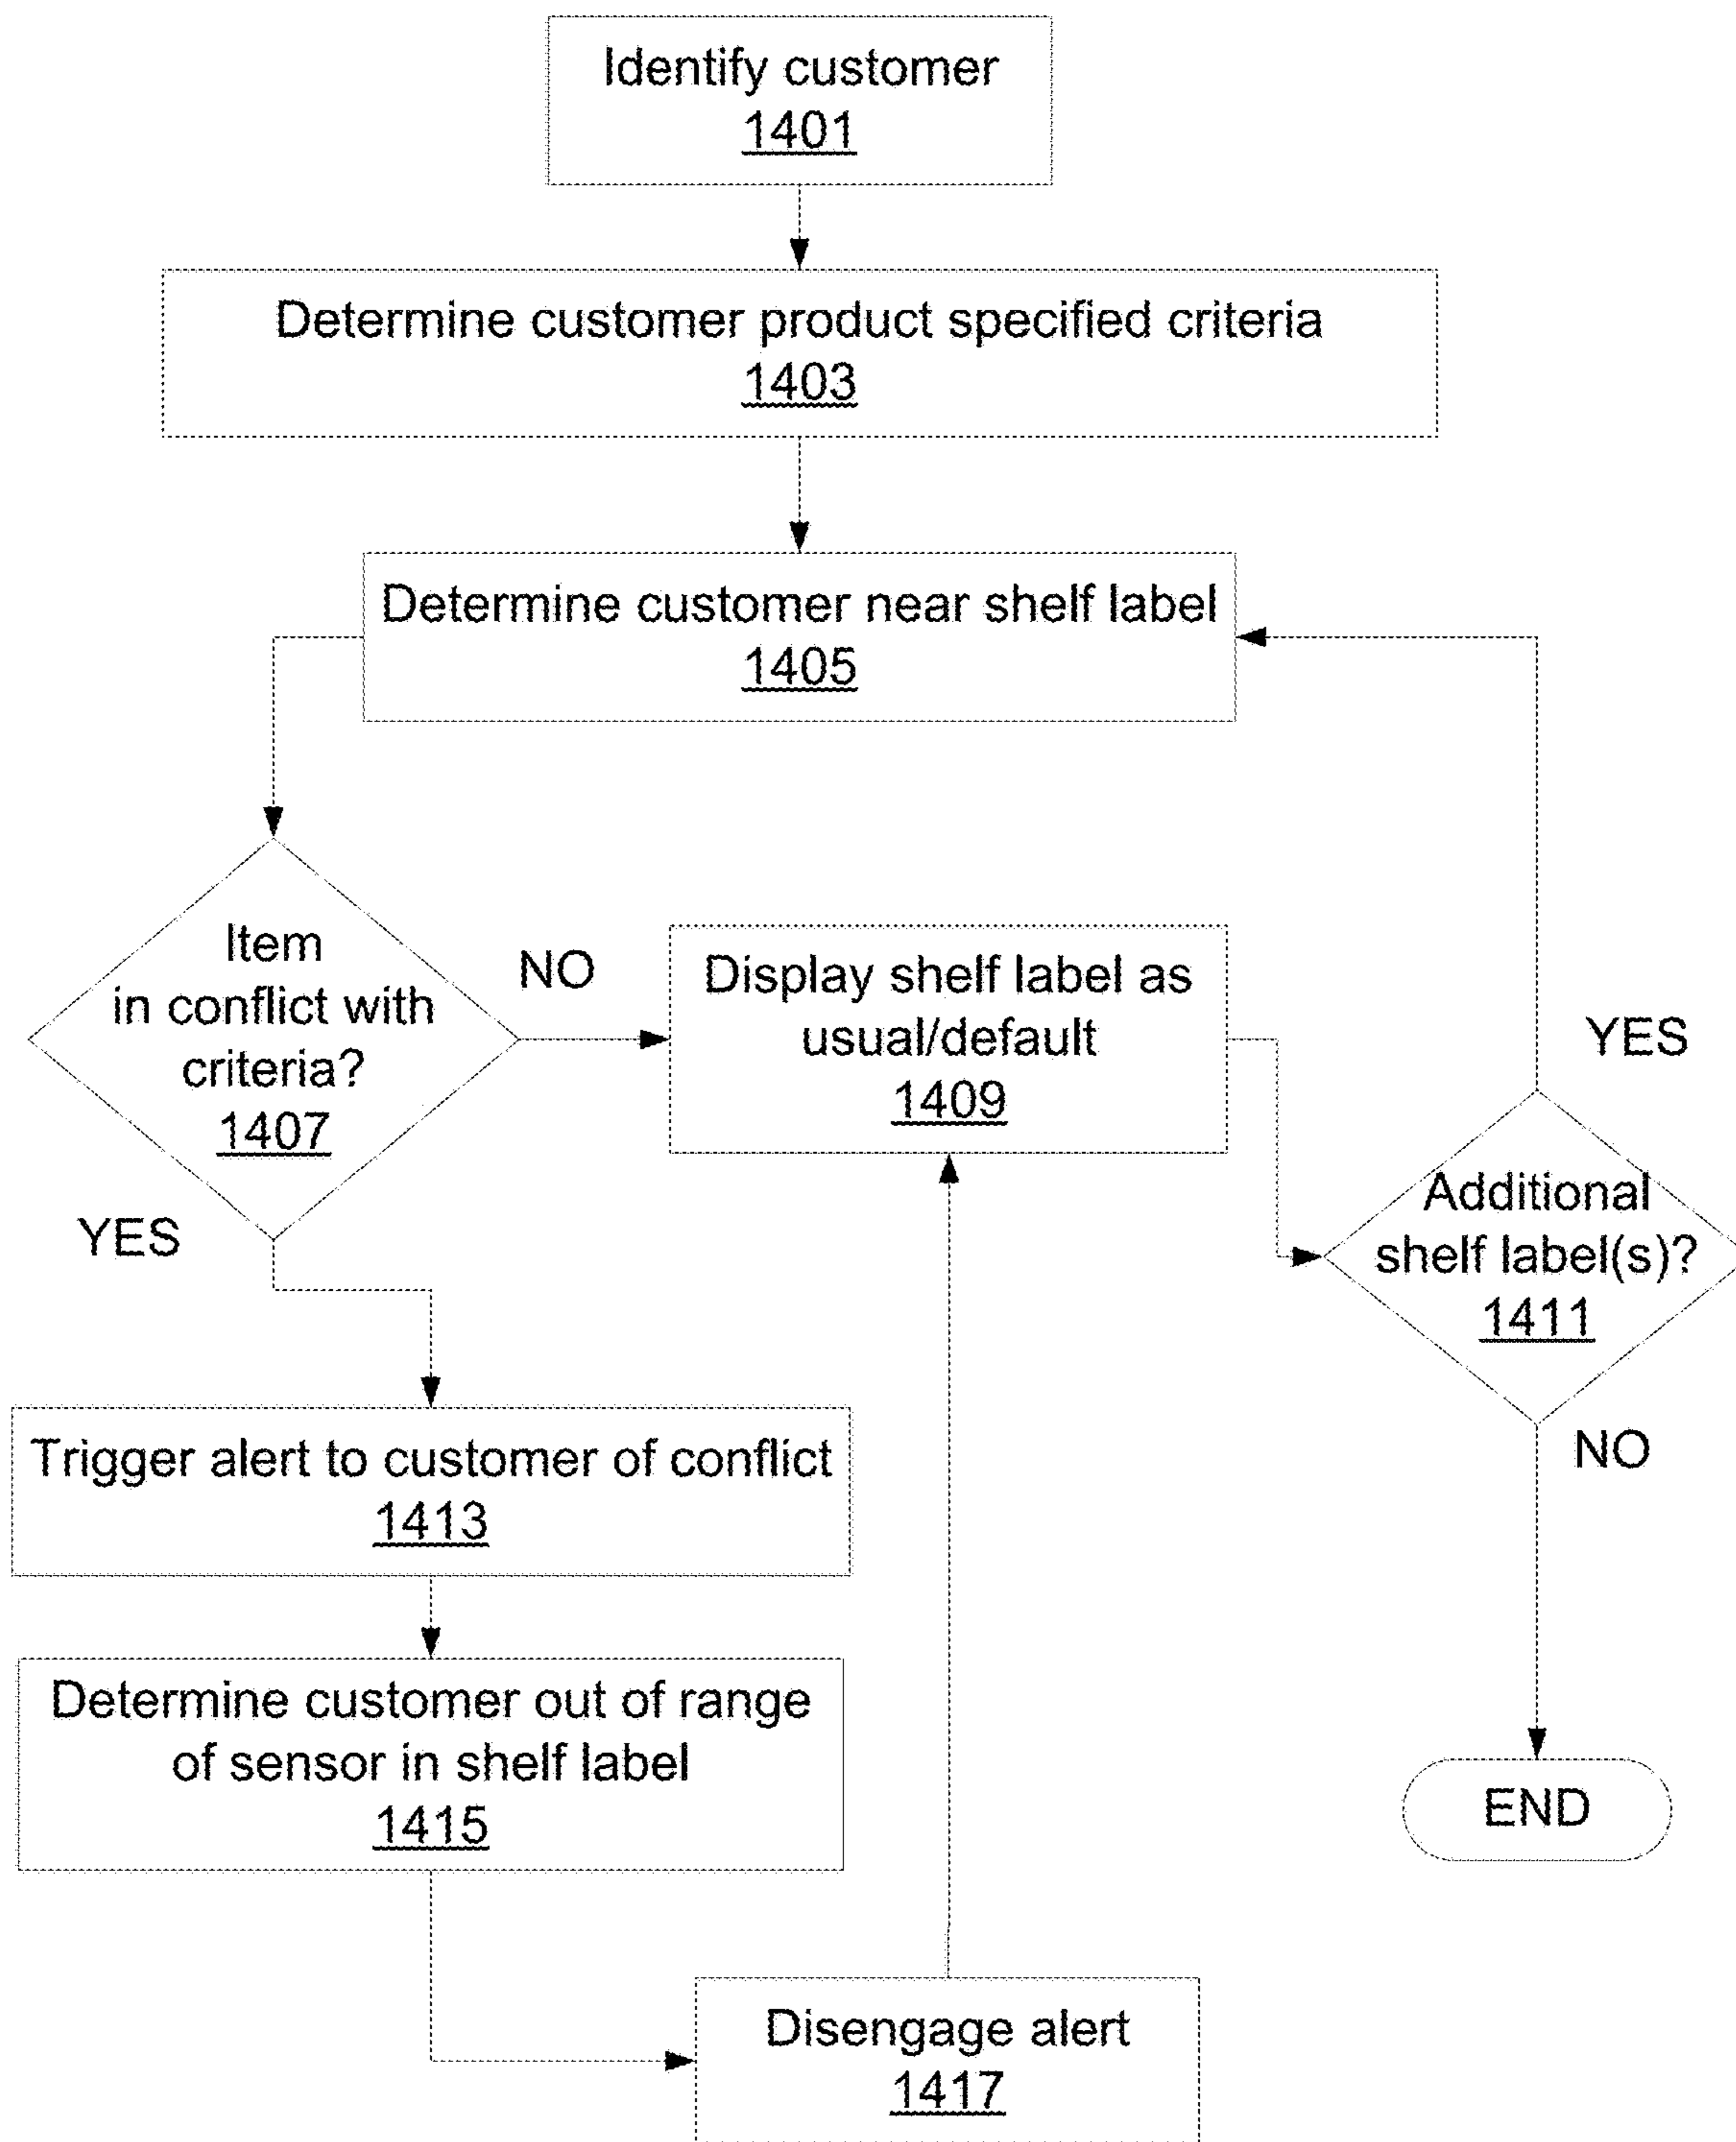 Identify customer
1401
Determine customer product specified criteria
1403
Determine customer near shelf label
1405
Item
in conflict with
criteria?
1407
NO
Display shelf label as
usual/default
1409
YES
Additional
shelf label(s)?
1411
YES
NO
Trigger alert to customer of conflict
1413
Determine customer out of range
of sensor in shelf label
1415
END
Disengage alert
1417